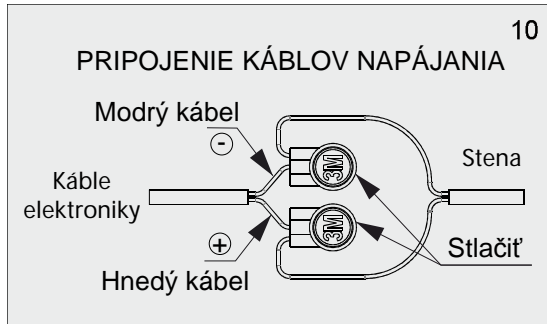 10
PRIPOJENIE KÁBLOV NAPÁJANIA
Modrý kábel
-
3M
Stena
Káble
elektroniky
+
3M
Stlačiť
Hnedý kábel